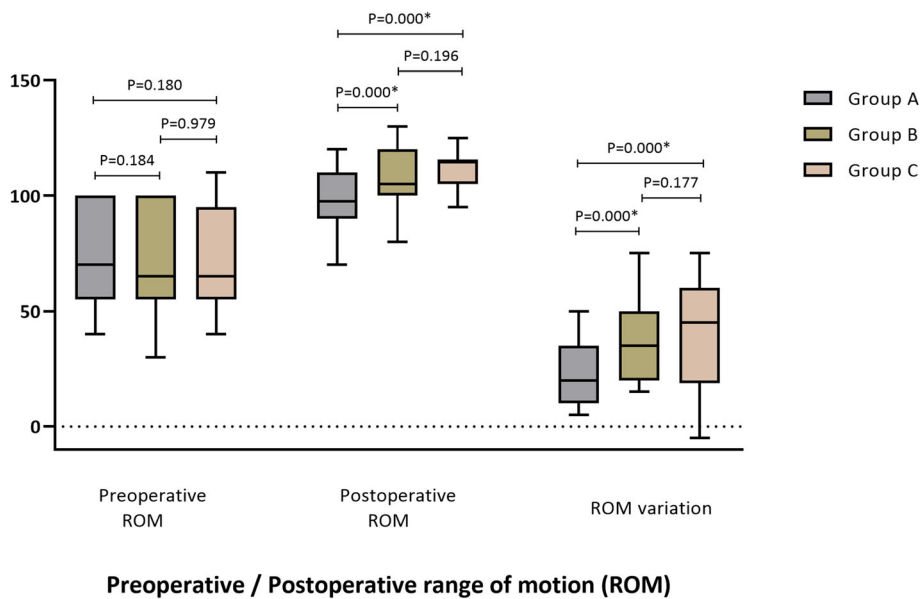 P=0.000*
P=0.196
P=0.180
P=0.000*
P=0.979
P=0.184
P=0.000*
P=0.177
P=0.000*
150
100
50
0
Group A
Group B
Group C
Preoperative
ROM
Postoperative
ROM
ROM variation
Preoperative / Postoperative range of motion (ROM)